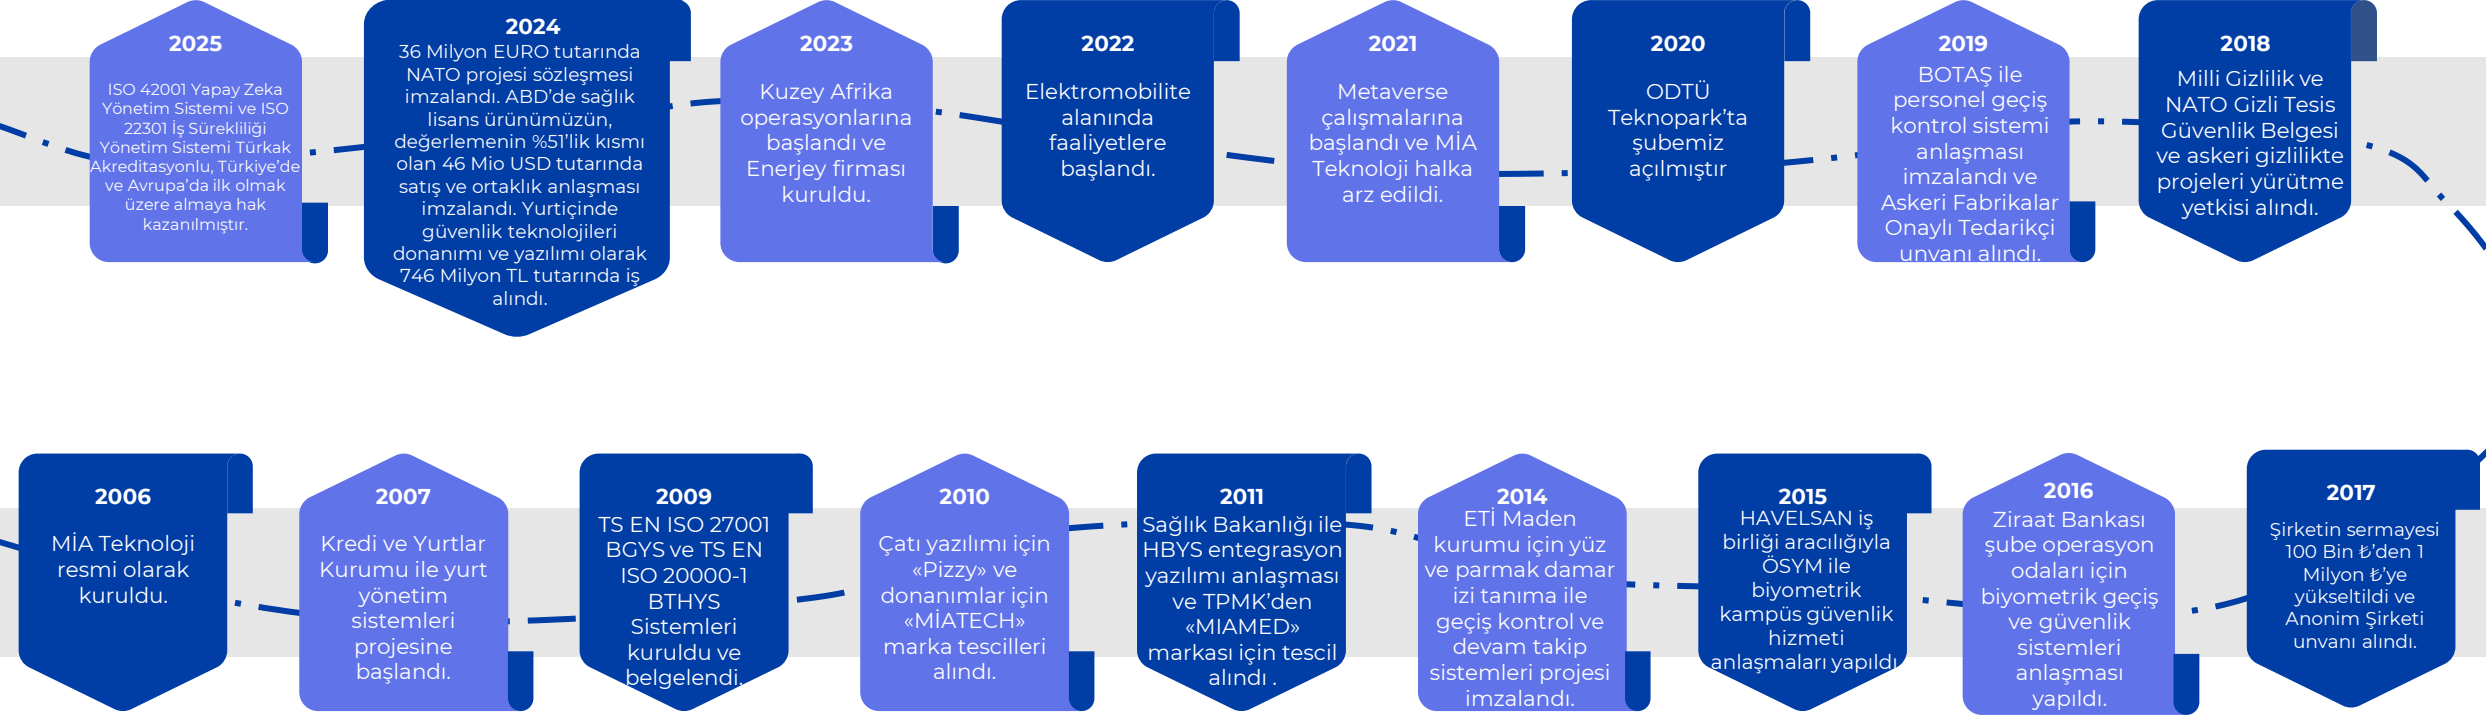 2025
ISO 42001 Yapay Zeka
Yönetim Sistemi ve ISO
22301 İş Sürekliliği
Yönetim Sistemi Türkak
Akreditasyonlu, Türkiye’de
ve Avrupa’da ilk olmak
üzere almaya hak
kazanılmıştır.
2024
36 Milyon EURO tutarında
NATO projesi sözleşmesi
imzalandı. ABD’de sağlık
lisans ürünümüzün,
değerlemenin %51’lik kısmı
olan 46 Mio USD tutarında
satış ve ortaklık anlaşması
imzalandı. Yurtiçinde
güvenlik teknolojileri
donanımı ve yazılımı olarak
746 Milyon TL tutarında iş
alındı.
2023
Kuzey Afrika
operasyonlarına
başlandı ve
Enerjey firması
kuruldu.
2022
Elektromobilite
alanında
faaliyetlere
başlandı.
2021
Metaverse
çalışmalarına
başlandı ve MİA
Teknoloji halka
arz edildi.
2020
ODTÜ
Teknopark’ta
şubemiz
açılmıştır
2019
BOTAŞ ile
personel geçiş
kontrol sistemi
anlaşması
imzalandı ve
Askeri Fabrikalar
Onaylı Tedarikçi
unvanı alındı.
2018
Milli Gizlilik ve
NATO Gizli Tesis
Güvenlik Belgesi
ve askeri gizlilikte
projeleri yürütme
yetkisi alındı.
2006
MİA Teknoloji
resmi olarak
kuruldu.
2007
Kredi ve Yurtlar
Kurumu ile yurt
yönetim
sistemleri
projesine
başlandı.
2009
TS EN ISO 27001
BGYS ve TS EN
ISO 20000-1
BTHYS
Sistemleri
kuruldu ve
belgelendi.
2010
Çatı yazılımı için
«Pizzy» ve
donanımlar için
«MİATECH»
marka tescilleri
alındı.
2011
Sağlık Bakanlığı ile
HBYS entegrasyon
yazılımı anlaşması
ve TPMK’den
«MIAMED»
markası için tescil
alındı .
2014
ETİ Maden
kurumu için yüz
ve parmak damar
izi tanıma ile
geçiş kontrol ve
devam takip
sistemleri projesi
imzalandı.
2015
HAVELSAN iş
birliği aracılığıyla
ÖSYM ile
biyometrik
kampüs güvenlik
hizmeti
anlaşmaları yapıldı
2016
Ziraat Bankası
şube operasyon
odaları için
biyometrik geçiş
ve güvenlik
sistemleri
anlaşması
yapıldı.
2017
Şirketin sermayesi
100 Bin ₺’den 1
Milyon ₺’ye
yükseltildi ve
Anonim Şirketi
unvanı alındı.